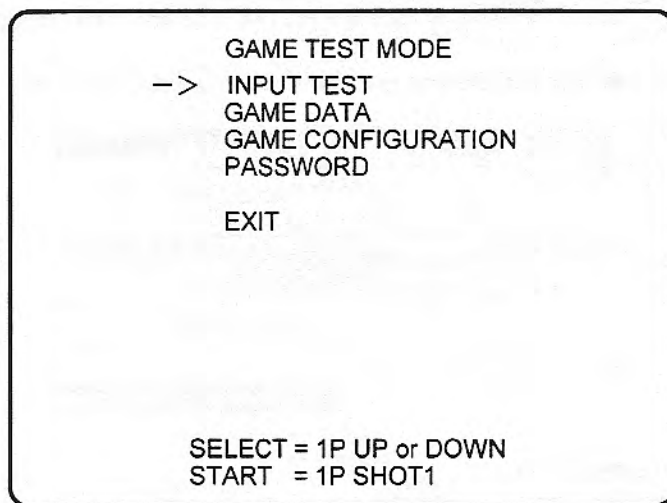 GAME TEST MODE
—> INPUT TEST
GAME DATA
GAME CONFIGURATION
PASSWORD
EXIT
SELECT = 1P UP or DOWN
START = 1P SHOT1